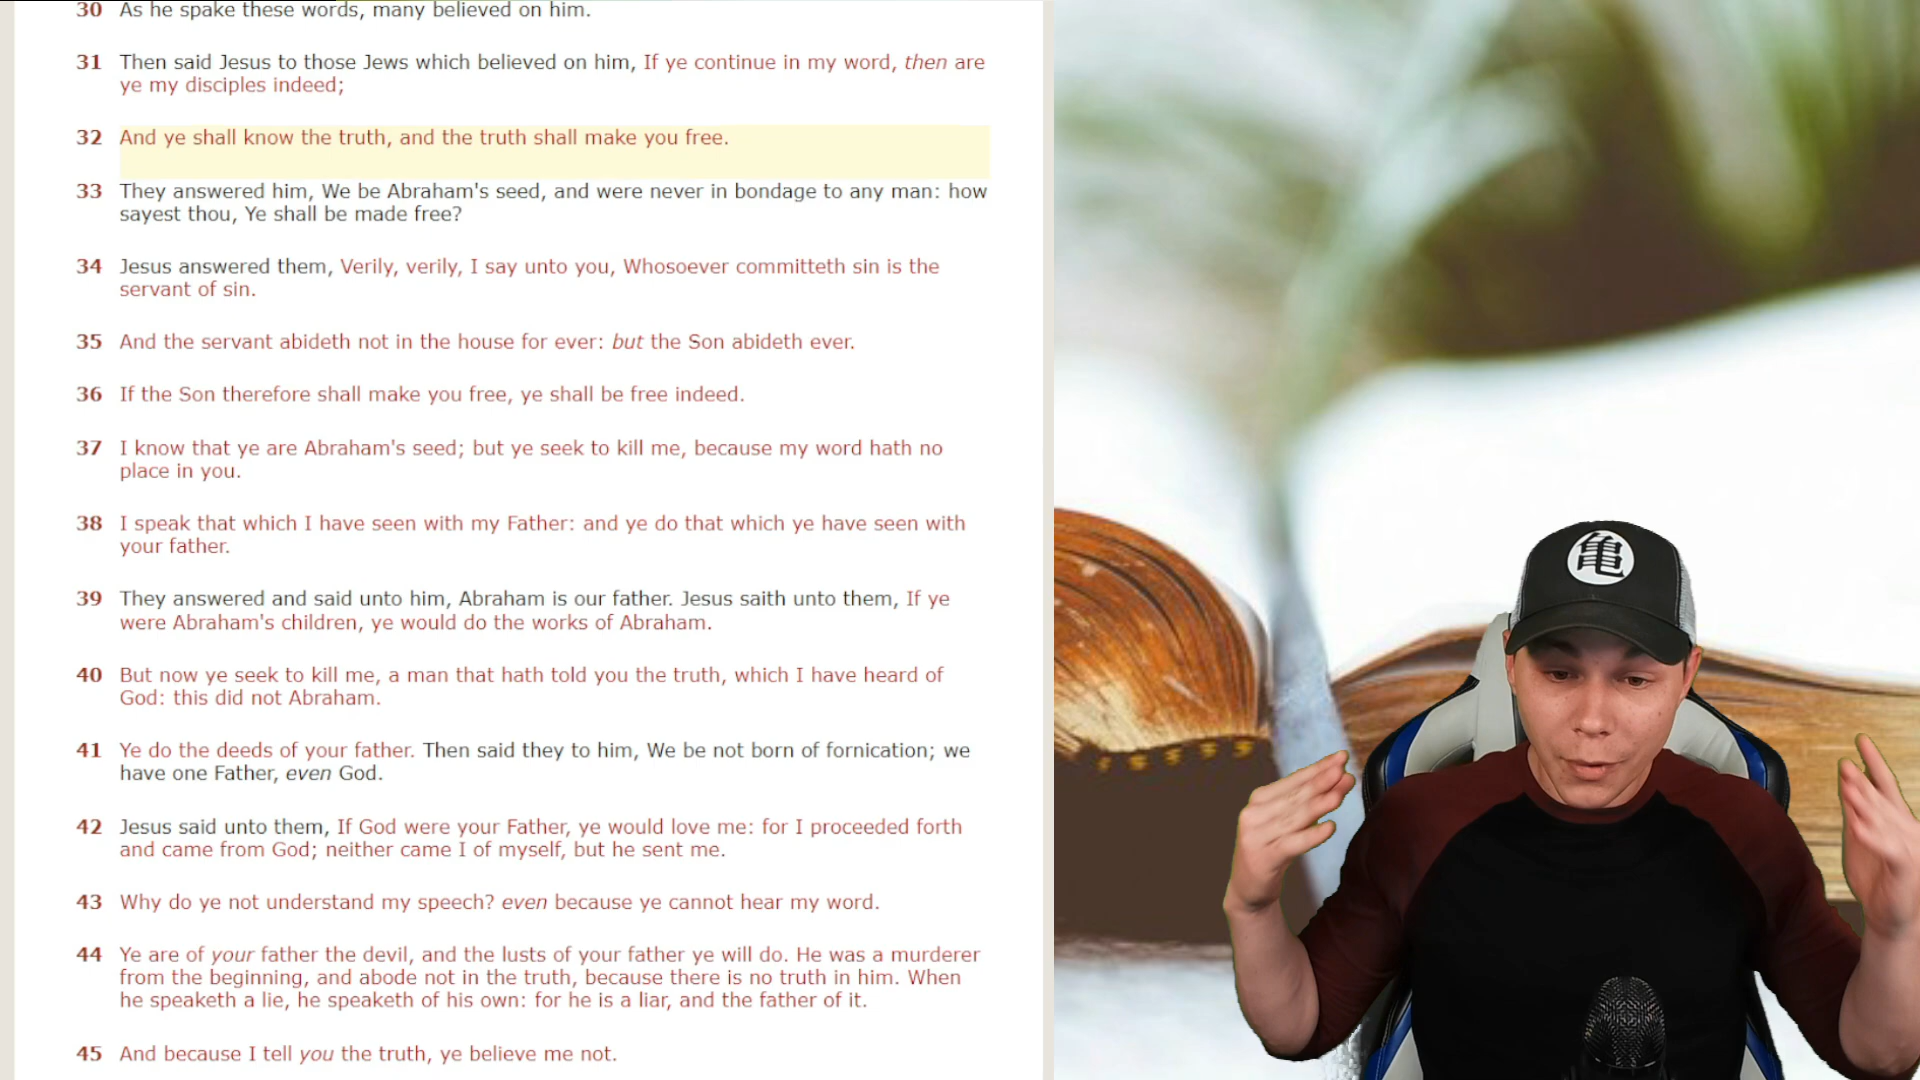 30 As he spake these words, many believed on him.
31 Then said Jesus to those Jews which believed on him, If ye continue in my word, then are
ye my disciples indeed;
32 And ye shall know the truth, and the truth shall make you free.
33 They answered him, We be Abraham's seed, and were never in bondage to any man: how
sayest thou, Ye shall be made free?
34 Jesus answered them, Verily, verily, I say unto you, Whosoever committeth sin is the
servant of sin.
35 And the servant abideth not in the house for ever: but the Son abideth ever.
36 If the Son therefore shall make you free, ye shall be free indeed.
37 I know that ye are Abraham's seed; but ye seek to kill me, because my word hath no
place in you.
38 I speak that which I have seen with my Father: and ye do that which ye have seen with
your father.
39 They answered and said unto him, Abraham is our father. Jesus saith unto them, If ye
were Abraham's children, ye would do the works of Abraham.
40 But now ye seek to kill me, a man that hath told you the truth, which I have heard of
God: this did not Abraham.
41 Ye do the deeds of your father. Then said they to him, We be not born of fornication; we
have one Father, even God.
42 Jesus said unto them, If God were your Father, ye would love me: for I proceeded forth
and came from God; neither came I of myself, but he sent me.
43 Why do ye not understand my speech? even because ye cannot hear my word.
44 Ye are of your father the devil, and the lusts of your father ye will do. He was a murderer
from the beginning, and abode not in the truth, because there is no truth in him. When
he speaketh a lie, he speaketh of his own: for he is a liar, and the father of it.
45 And because I tell you the truth, ye believe me not.
亀